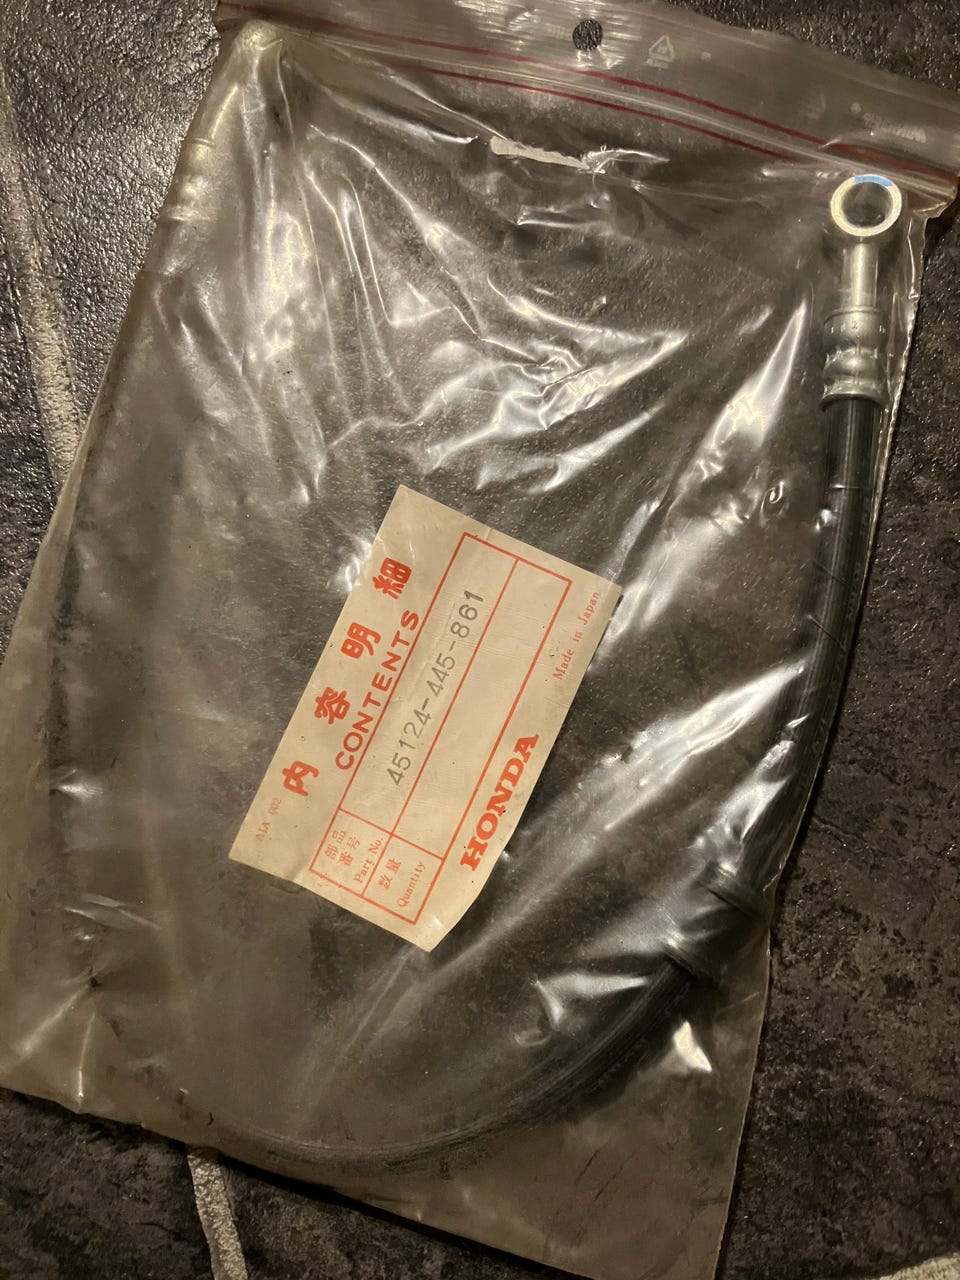 内容明細
CONTENTS
部品
番号
Part No.
45124-445-861
数量
Quantity
HONDA
Made in Japan